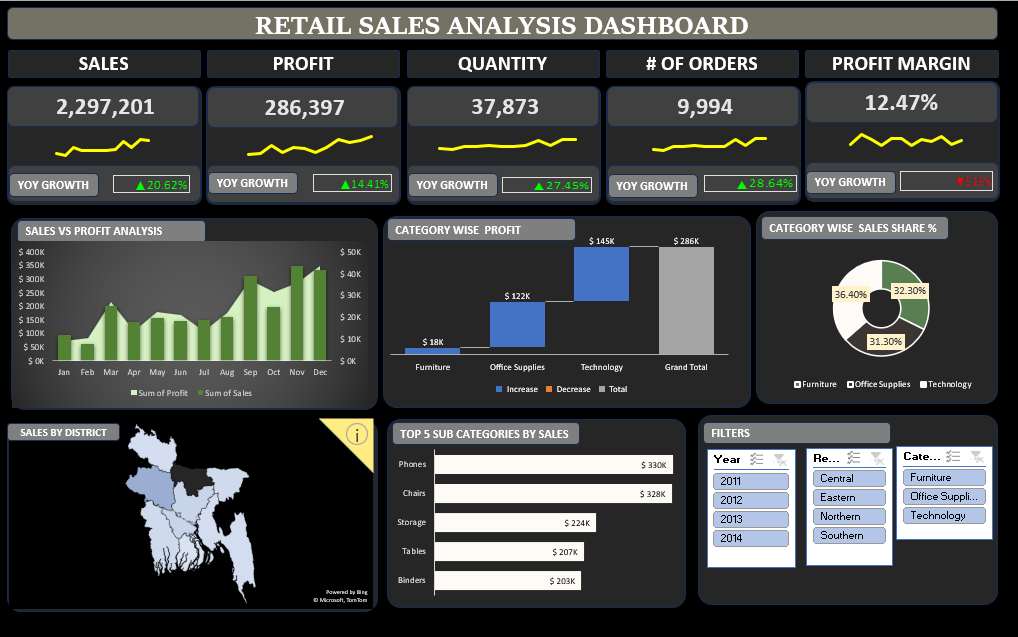 RETAIL SALES ANALYSIS DASHBOARD
SALES
PROFIT
QUANTITY
# OF ORDERS
PROFIT MARGIN
2,297,201
286,397
37,873
9,994
12.47%
YOY GROWTH
▲20.62%
YOY GROWTH
▲14.41%
YOY GROWTH
▲27.45%
YOY GROWTH
▲28.64%
YOY GROWTH
SALES VS PROFIT ANALYSIS
$ 400K
$ 350K
$ 300K
$ 250K
$ 200K
$ 150K
$ 100K
$ 50K
$ 0K
$ 50K
$ 40K
$ 30K
$ 20K
$ 10K
$ 0K
Jan Feb Mar Apr May Jun Jul Aug Sep Oct Nov Dec
Sum of Profit Sum of Sales
CATEGORY WISE PROFIT
$ 18K
$ 122K
$ 145K
$ 286K
Furniture Office Supplies Technology Grand Total
Increase Decrease Total
CATEGORY WISE SALES SHARE %
36.40%
32.30%
31.30%
Furniture Office Supplies Technology
SALES BY DISTRICT
Powered by Bing
© Microsoft, TomTom
TOP 5 SUB CATEGORIES BY SALES
Phones $ 330K
Chairs $ 328K
Storage $ 224K
Tables $ 207K
Binders $ 203K
FILTERS
Year
2011
2012
2013
2014
Re...
Central
Eastern
Northern
Southern
Cate...
Furniture
Office Suppli...
Technology